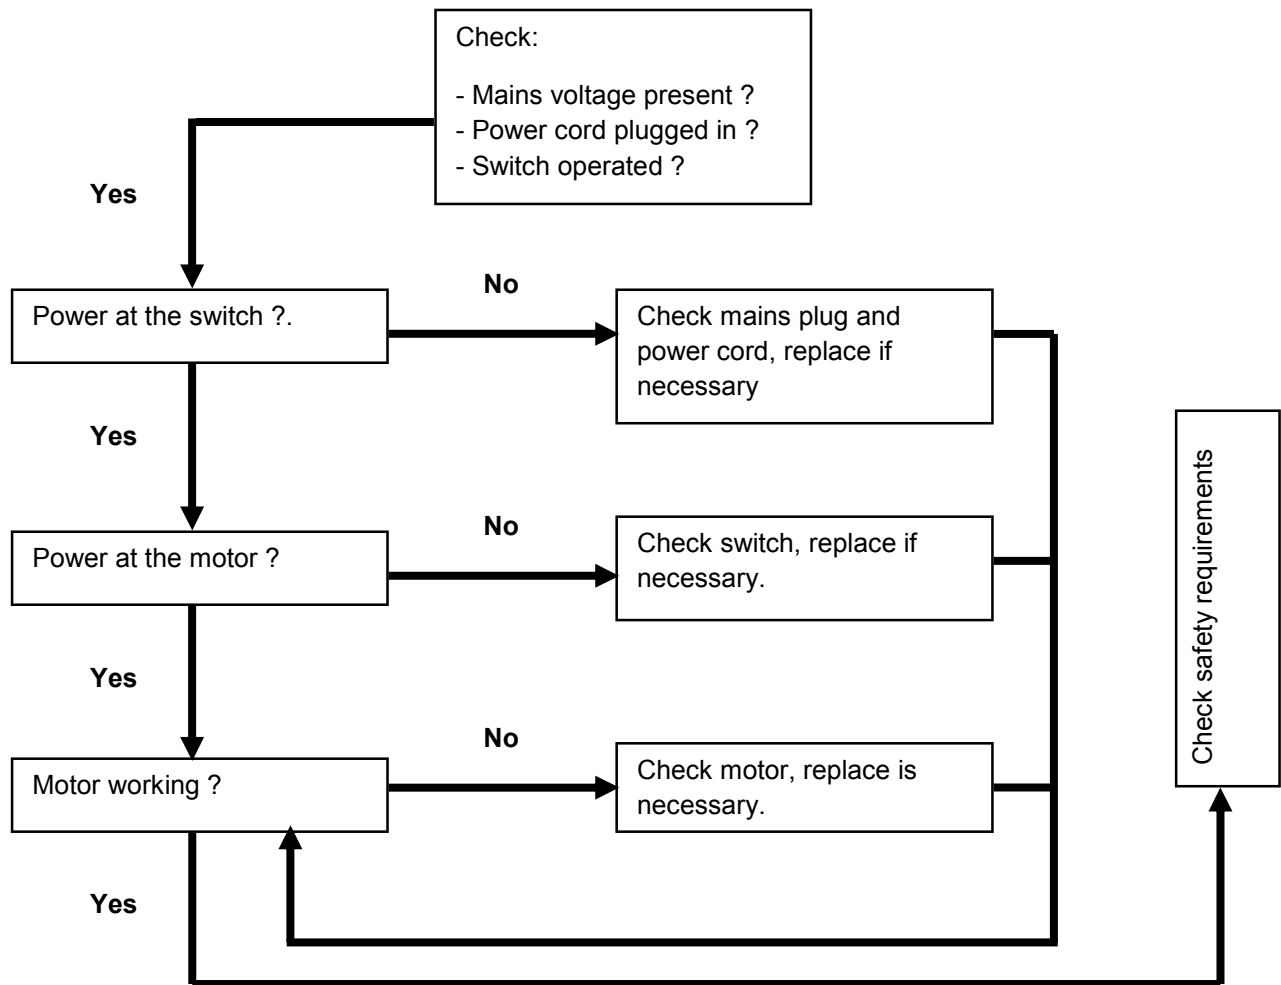 Check:
- Mains voltage present ?
- Power cord plugged in ?
- Switch operated ?
Yes
No
Power at the switch ?.
Check mains plug and
power cord, replace if
necessary
Yes
Check safety requirements
No
Power at the motor ?
Check switch, replace if
necessary.
Yes
No
Motor working ?
Check motor, replace is
necessary.
Yes